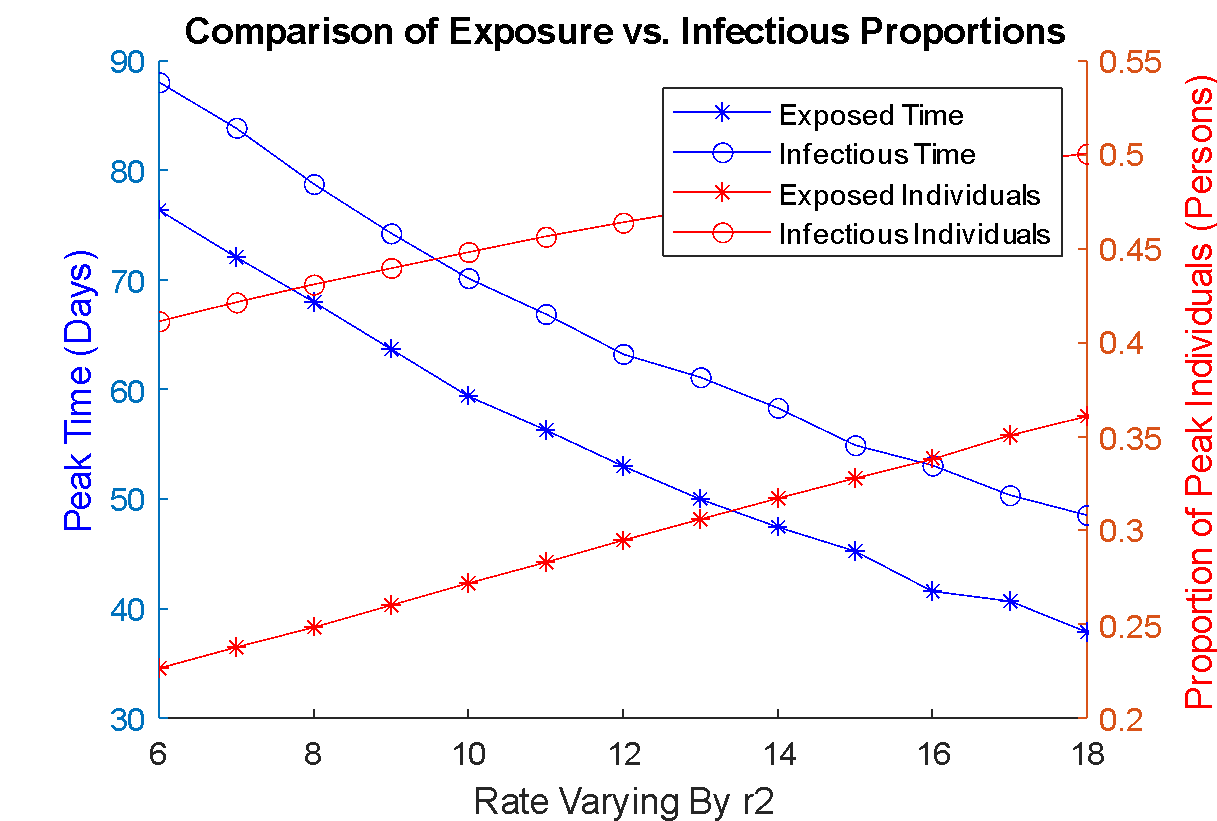 Comparison of Exposure vs. Infectious Proportions
90
80
70
60
50
40
30
Peak Time (Days)
Exposed Time
Infectious Time
Exposed Individuals
Infectious Individuals
0.55
0.5
0.45
0.4
0.35
0.3
0.25
0.2
Proportion of Peak Individuals (Persons)
6
8
10
12
14
16
18
Rate Varying By r2